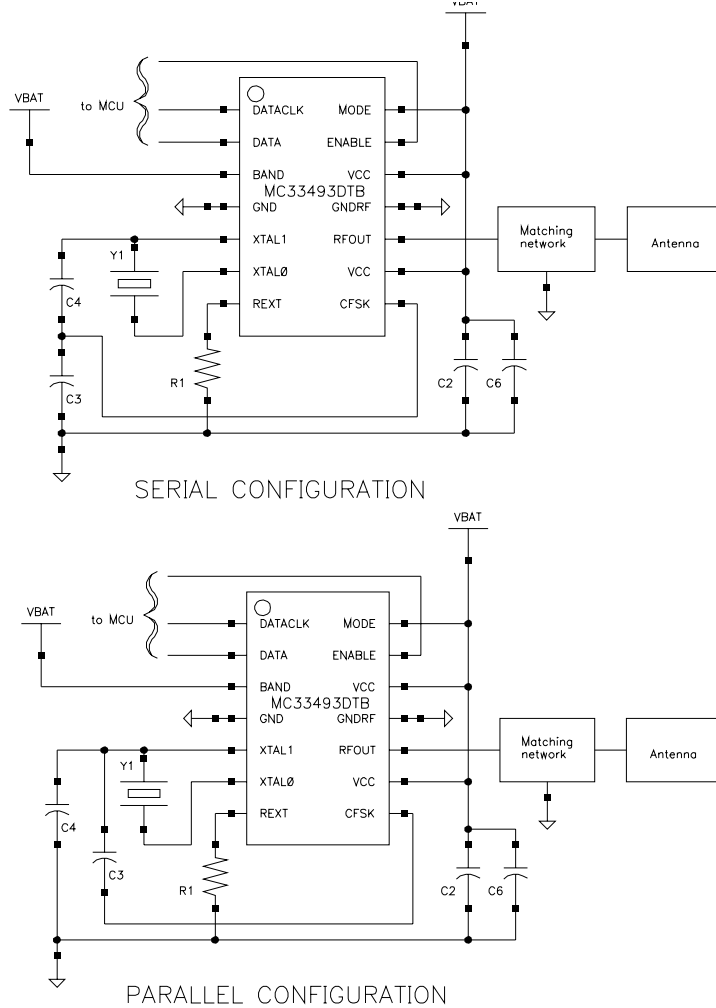 VBAT
VBAT
to MCU
DATACLK MODE
DATA ENABLE
BAND VCC
MC33493DTB
GND GNDRF
XTAL1 RFOUT
XTALØ VCC
REXT CFSK
Y1
C4
C3
R1
C2
C6
Matching
network
Antenna
SERIAL CONFIGURATION
VBAT
VBAT
to MCU
DATACLK MODE
DATA ENABLE
BAND VCC
MC33493DTB
GND GNDRF
XTAL1 RFOUT
XTALØ VCC
REXT CFSK
Y1
C4
C3
R1
C2
C6
Matching
network
Antenna
PARALLEL CONFIGURATION